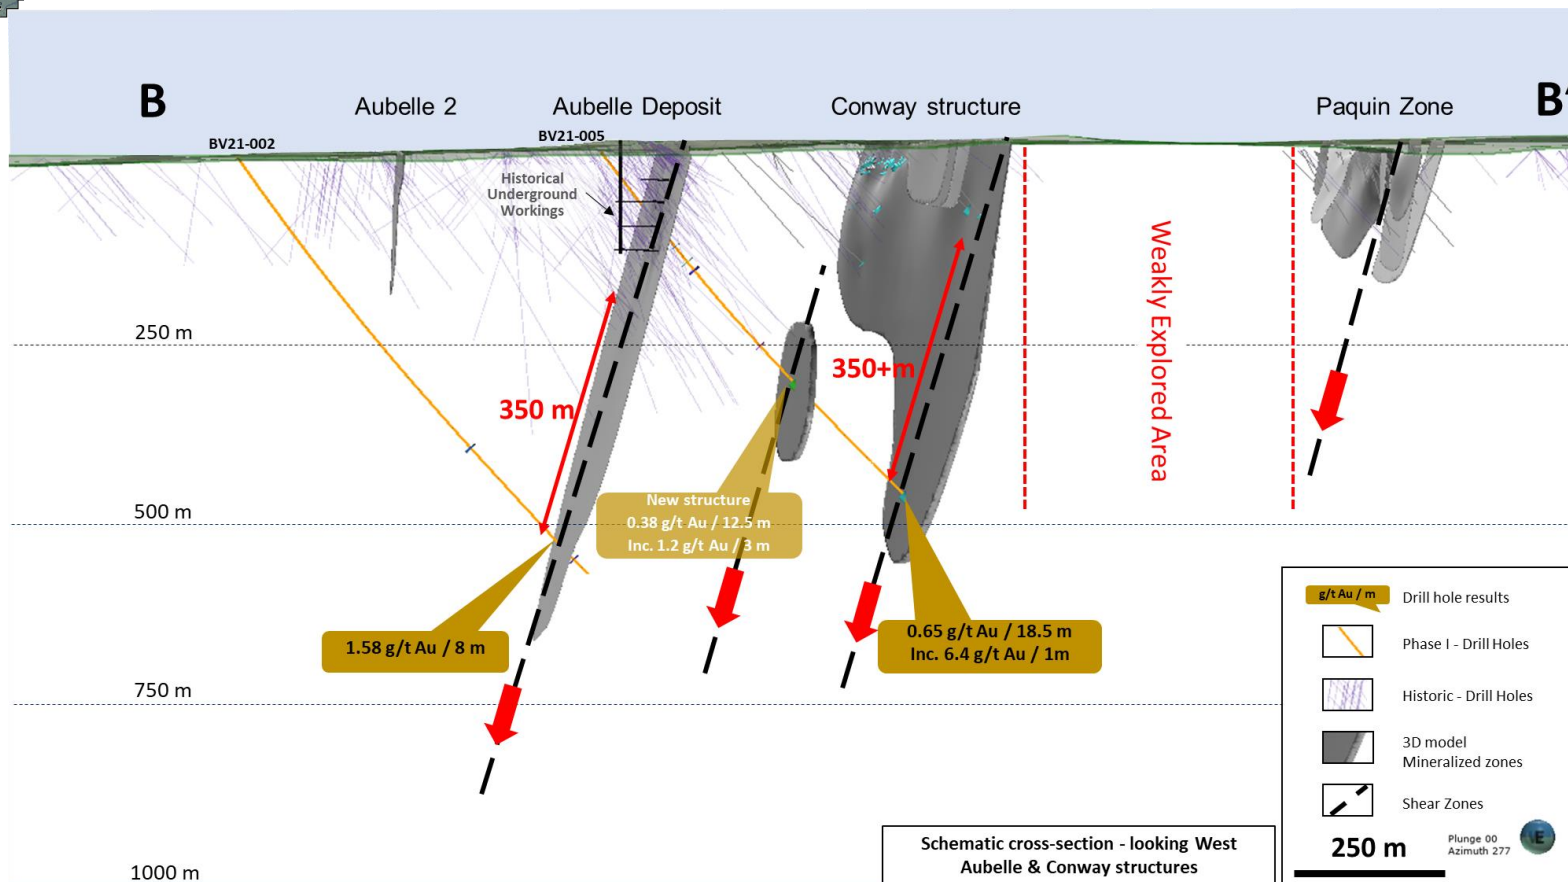 B
Aubelle 2
Aubelle Deposit
Conway structure
Paquin Zone
B'
BV21-002
BV21-005
Historical
Underground
Workings
250 m
350 m
350+m
Weakly Explored Area
500 m
New structure
0.38 g/t Au / 12.5 m
Inc. 1.2 g/t Au / 3 m
1.58 g/t Au / 8 m
0.65 g/t Au / 18.5 m
Inc. 6.4 g/t Au / 1m
750 m
1000 m
g/t Au / m
Drill hole results
Phase I - Drill Holes
Historic - Drill Holes
3D model
Mineralized zones
Shear Zones
250 m
Plunge 00
Azimuth 277
E
Schematic cross-section - looking West
Aubelle & Conway structures